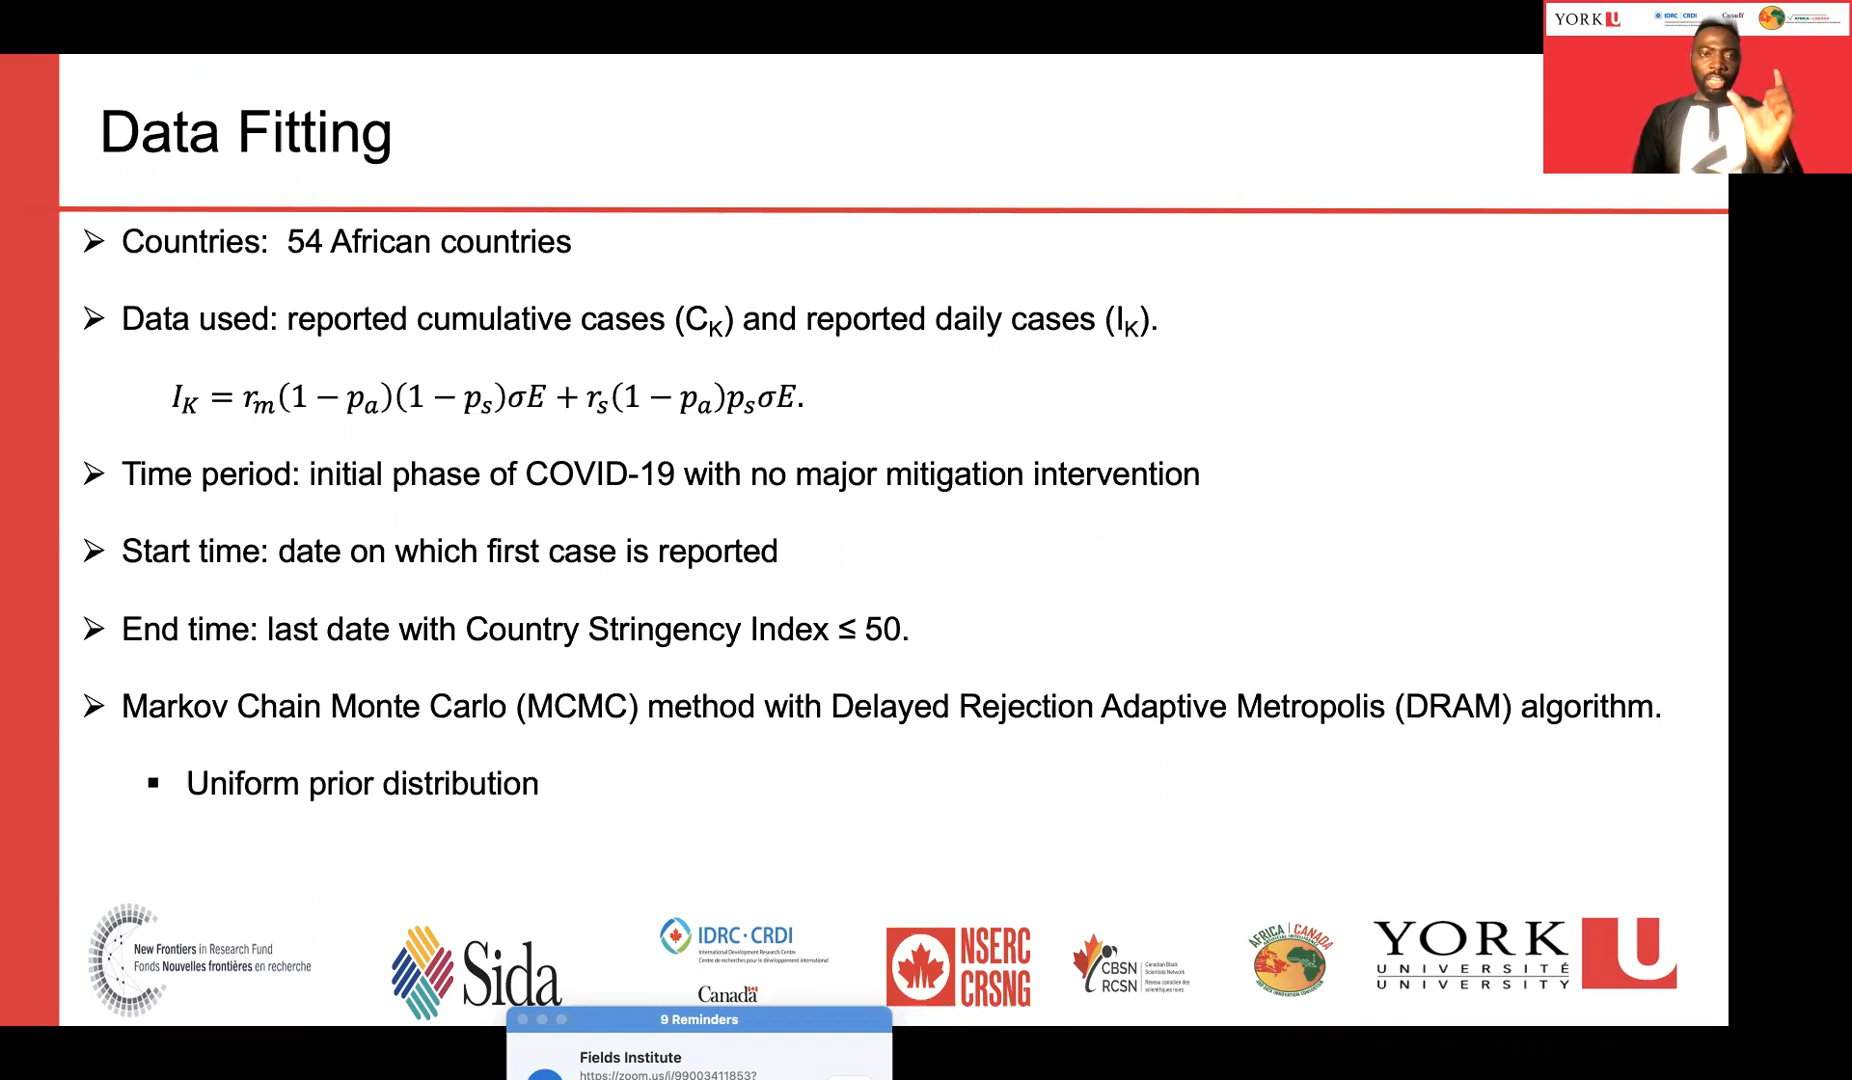 YORK U
IDRC | CRDI
Canada
Data Fitting
➢ Countries: 54 African countries
➢ Data used: reported cumulative cases (C_K) and reported daily cases (I_K).
I_K = r_m(1 − p_a)(1 − p_s)σE + r_s(1 − p_a)p_sσE.
➢ Time period: initial phase of COVID-19 with no major mitigation intervention
➢ Start time: date on which first case is reported
➢ End time: last date with Country Stringency Index ≤ 50.
➢ Markov Chain Monte Carlo (MCMC) method with Delayed Rejection Adaptive Metropolis (DRAM) algorithm.
▪ Uniform prior distribution
New Frontiers in Research Fund
Fonds Nouvelles frontières en recherche
Sida
IDRC · CRDI
International Development Research Centre
Centre de recherches pour le développement international
Canada
NSERC
CRSNG
CBSN
RCSN
Canadian Black
Scientists Network
Réseau canadien des
scientifiques noirs
AFRICA | CANADA
YORK U
UNIVERSITÉ
UNIVERSITY
9 Reminders
Fields Institute
https://zoom.us/j/99003411853?